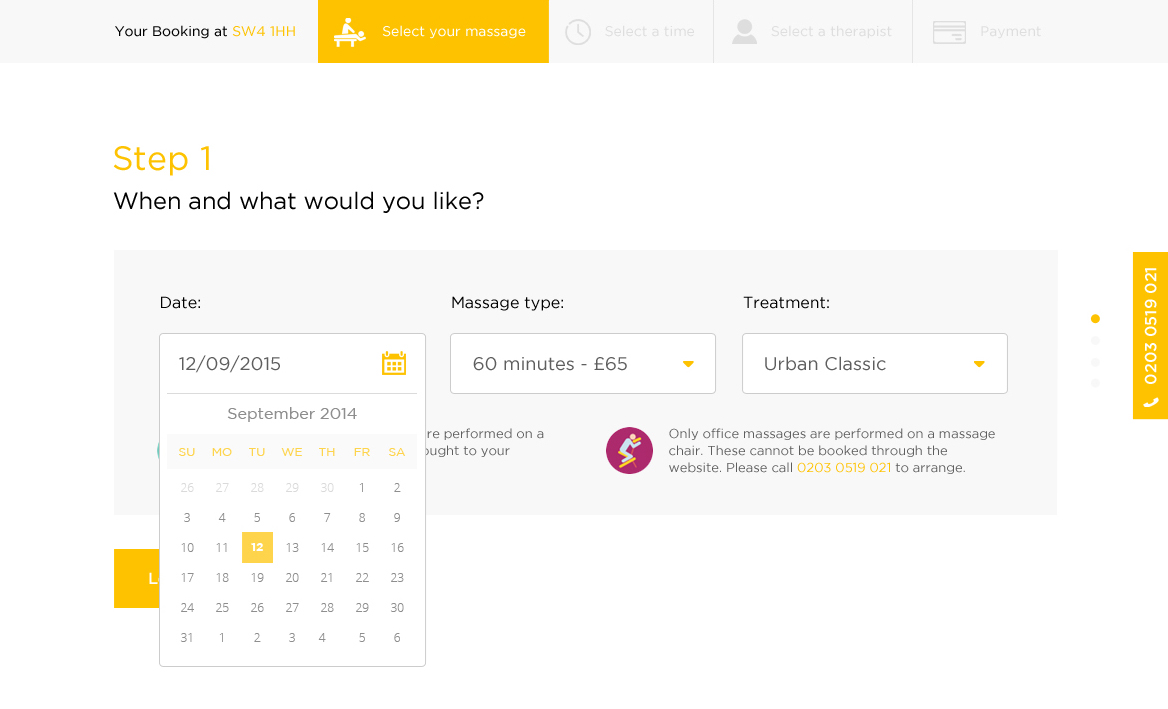 Your Booking at SW4 1HH
Select your massage
Select a time
Select a therapist
Payment
Step 1
When and what would you like?
Date:
Massage type:
Treatment:
12/09/2015
60 minutes - £65
Urban Classic
September 2014
SU MO TU WE TH FR SA
26 27 28 29 30 1 2
3 4 5 6 7 8 9
10 11 12 13 14 15 16
17 18 19 20 21 22 23
24 25 26 27 28 29 30
31 1 2 3 4 5 6
performed on a
your
Only office massages are performed on a massage
chair. These cannot be booked through the
website. Please call 0203 0519 021 to arrange.
0203 0519 021